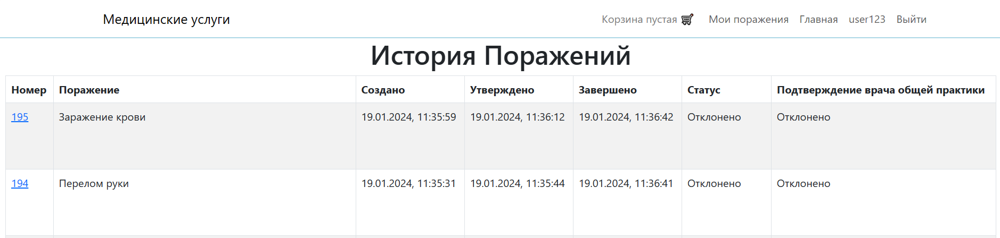 Медицинские услуги Корзина пустая Мои поражения Главная user123 Выйти
История Поражений
Номер Поражение Создано Утверждено Завершено Статус Подтверждение врача общей практики
195 Заражение крови 19.01.2024, 11:35:59 19.01.2024, 11:36:12 19.01.2024, 11:36:42 Отклонено Отклонено
194 Перелом руки 19.01.2024, 11:35:31 19.01.2024, 11:35:44 19.01.2024, 11:36:41 Отклонено Отклонено